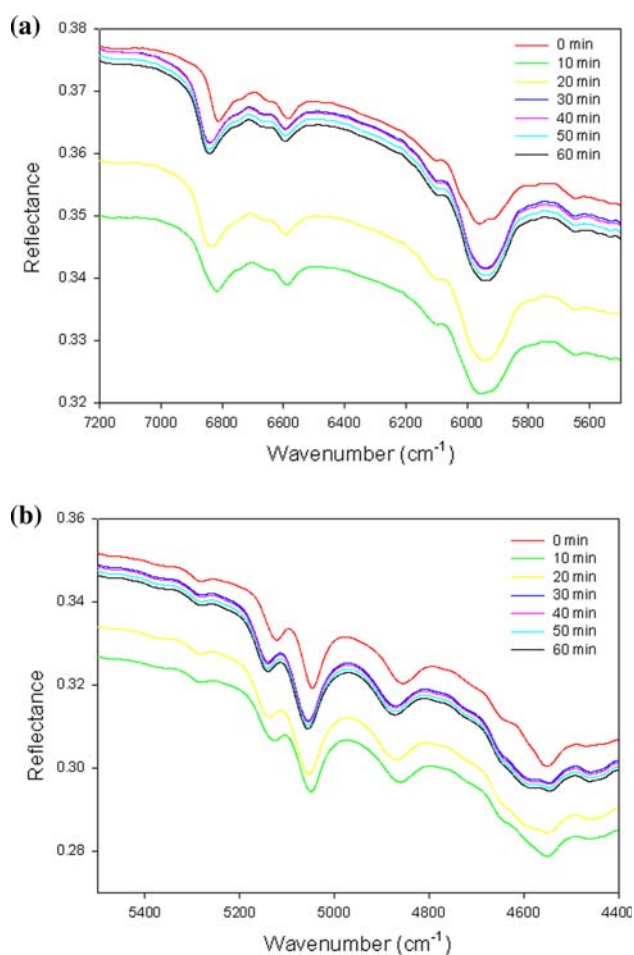 (a)
0.38
0.37
0.36
0.35
0.34
0.33
0.32
Reflectance
0 min
10 min
20 min
30 min
40 min
50 min
60 min
7200 7000 6800 6600 6400 6200 6000 5800 5600
Wavenumber (cm⁻¹)
(b)
0.36
0.34
0.32
0.30
0.28
Reflectance
0 min
10 min
20 min
30 min
40 min
50 min
60 min
5400 5200 5000 4800 4600 4400
Wavenumber (cm⁻¹)